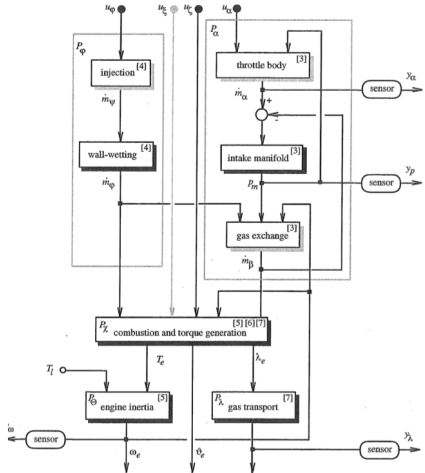 u_φ u_ξ u_ζ u_α
P_φ P_α
injection [4] throttle body [3]
ṁ_ψ ṁ_α sensor y_α
+
-
wall-wetting [4] intake manifold [3]
ṁ_φ p_m sensor y_p
gas exchange [3]
ṁ_β
P_χ combustion and torque generation [5] [6] [7]
T_e λ_e
T_l
P_Θ engine inertia [5] P_λ gas transport [7]
ω sensor ω_e ϑ_e sensor y_λ